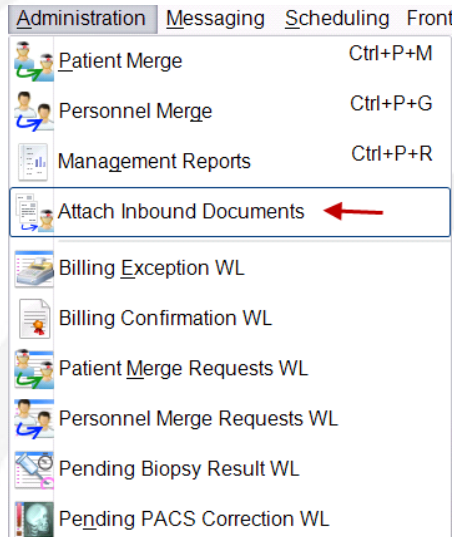 Administration Messaging Scheduling Front
Patient Merge Ctrl+P+M
Personnel Merge Ctrl+P+G
Management Reports Ctrl+P+R
Attach Inbound Documents
Billing Exception WL
Billing Confirmation WL
Patient Merge Requests WL
Personnel Merge Requests WL
Pending Biopsy Result WL
Pending PACS Correction WL